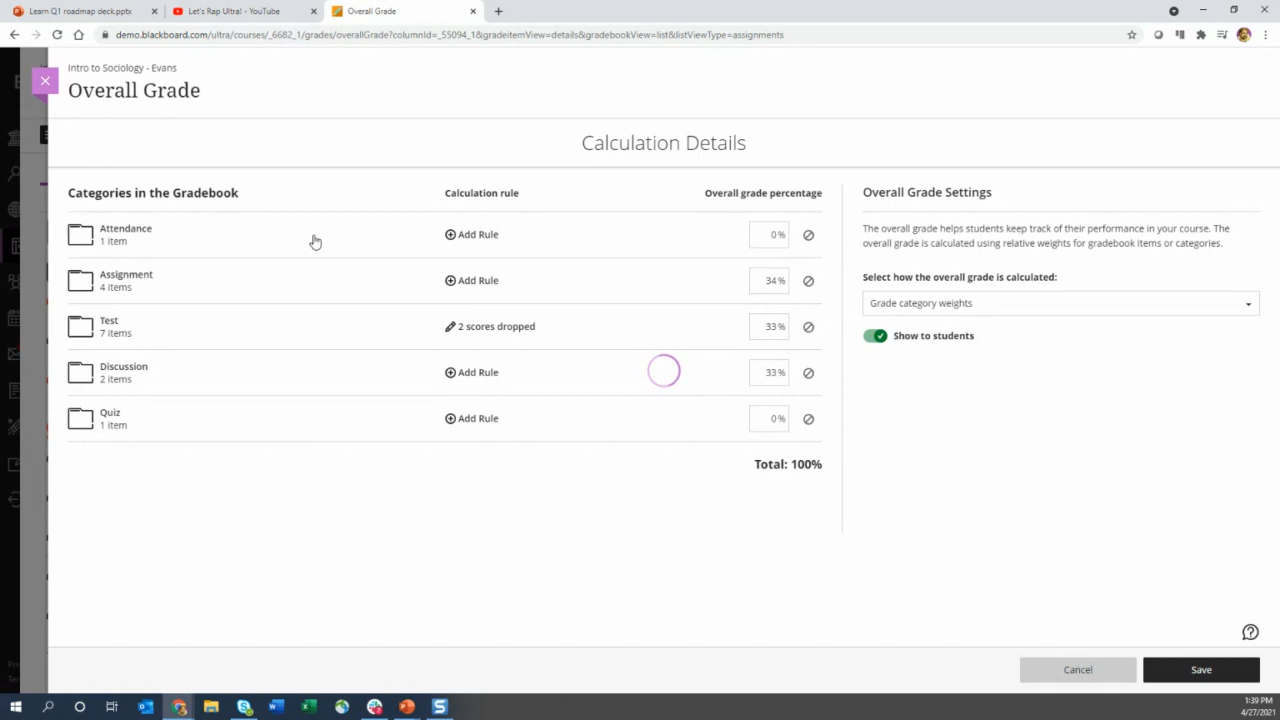 Learn Q1 roadmap deck.pptx
Let's Rap Ultra! - YouTube
Overall Grade
demo.blackboard.com/ultra/courses/_6682_1/grades/overallGrade?columnId=_55094_1&gradeitemView=details&gradebookView=list&listViewType=assignments
Intro to Sociology - Evans
Overall Grade
Calculation Details
Categories in the Gradebook Calculation rule Overall grade percentage
Attendance
1 item
Add Rule
0 %
Assignment
4 items
Add Rule
34 %
Test
7 items
2 scores dropped
33 %
Discussion
2 items
Add Rule
33 %
Quiz
1 item
Add Rule
0 %
Total: 100%
Overall Grade Settings
The overall grade helps students keep track of their performance in your course. The
overall grade is calculated using relative weights for gradebook items or categories.
Select how the overall grade is calculated:
Grade category weights
Show to students
Cancel
Save
1:39 PM
4/27/2021